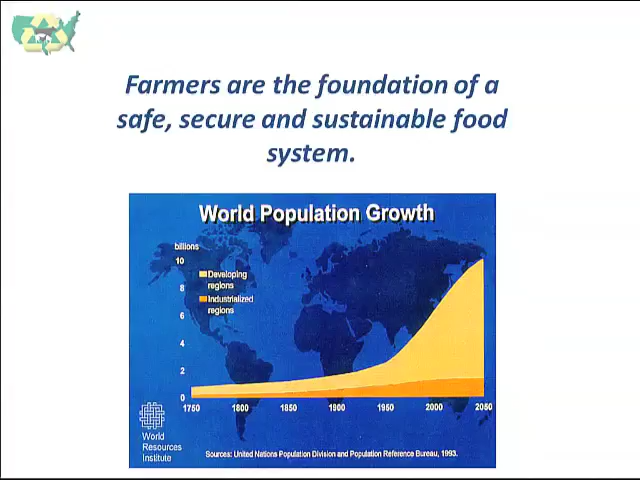 Farmers are the foundation of a
safe, secure and sustainable food
system.
World Population Growth
billions
10
8
6
4
2
0
Developing
regions
Industrialized
regions
1750 1800 1850 1900 1950 2000 2050
World
Resources
Institute
Sources: United Nations Population Division and Population Reference Bureau, 1993.